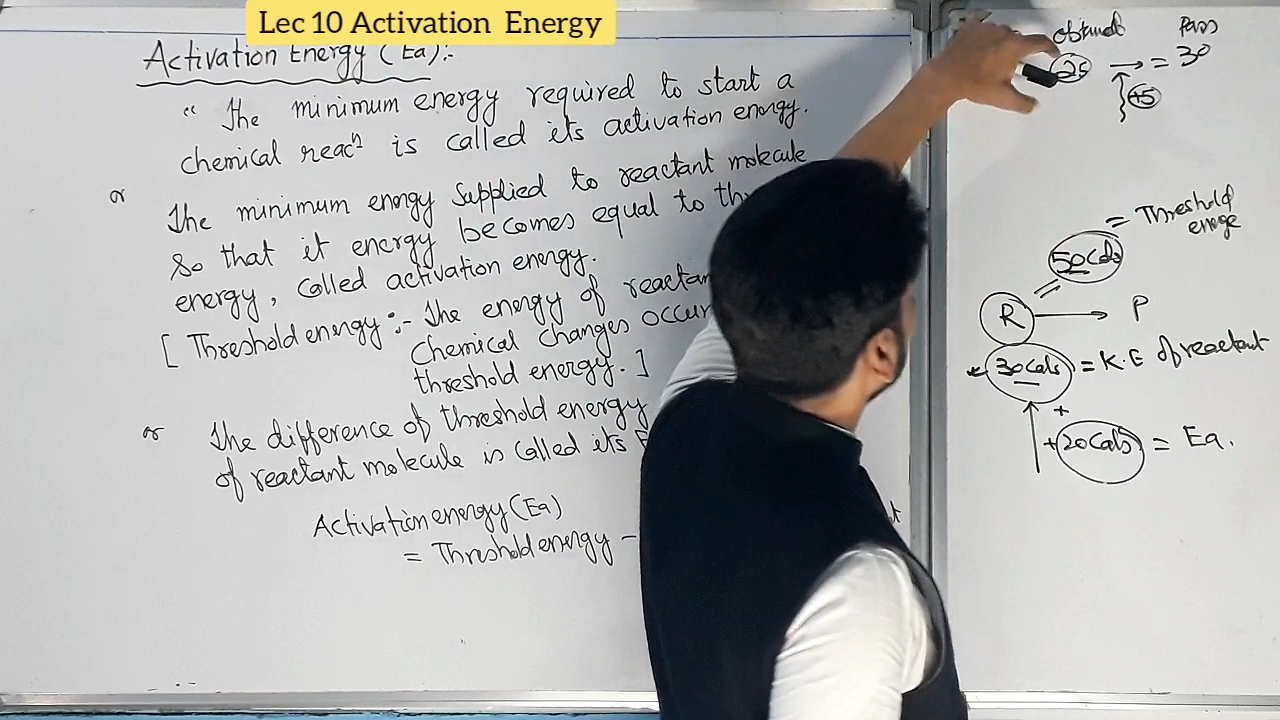 Lec 10 Activation Energy
Activation Energy (Ea):-
" The minimum energy required to start a
chemical reacⁿ is called its activation energy.
or
The minimum energy supplied to reactant molecule
so that it energy becomes equal to
energy, called activation energy.
[ Threshold energy :- The energy of
chemical changes occur
threshold energy. ]
or
The difference of threshold energy
of reactant molecule is called its
Activation energy (Ea)
= Threshold energy -
obtained
Pass
25 → = 30
+5
= Threshold
energe
50 Cals
R → P
30 cals = K.E of reactant
+
+20 Cals = Ea.